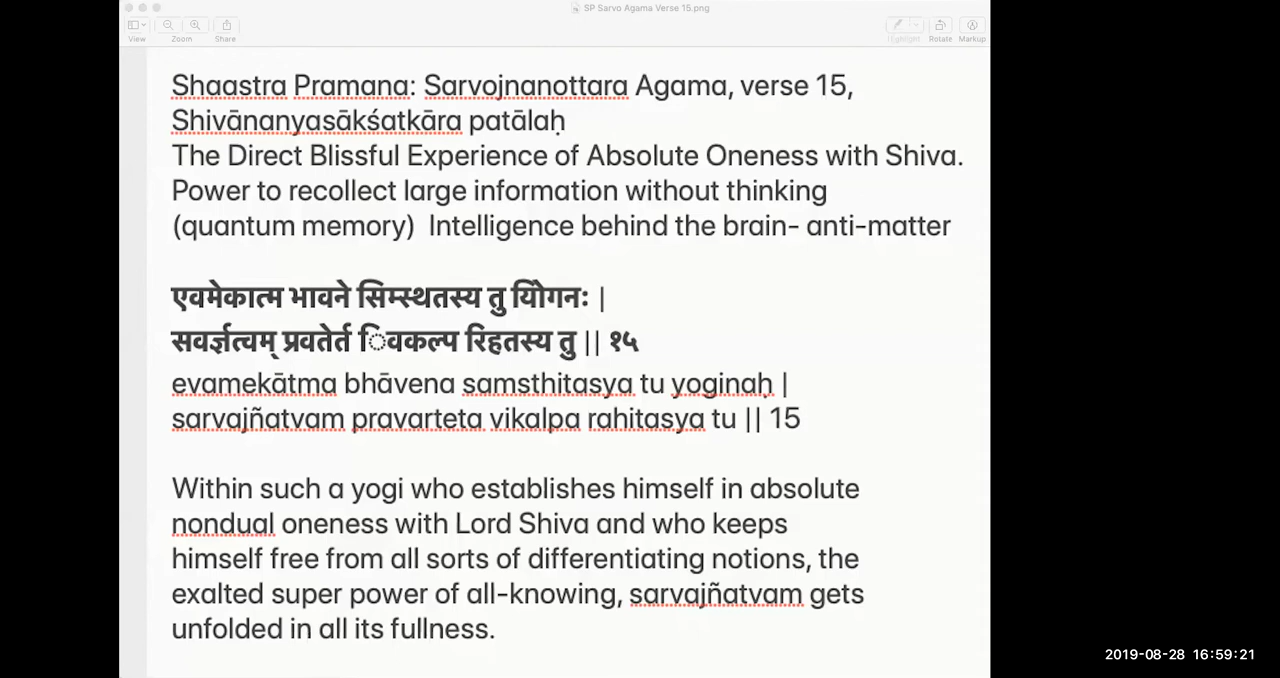 SP Sarvo Agama Verse 15.png
View
Zoom
Share
Highlight
Rotate
Markup
Shaastra Pramana: Sarvojnanottara Agama, verse 15,
Shivānanyasākśatkāra patālaḥ
The Direct Blissful Experience of Absolute Oneness with Shiva.
Power to recollect large information without thinking
(quantum memory) Intelligence behind the brain- anti-matter
एवमेकात्म भावने सिम्स्थतस्य तु योिगनः |
सवर्ज्ञत्वम् प्रवतेर्त िवकल्प रिहतस्य तु || १५
evamekātma bhāvena samsthitasya tu yoginaḥ |
sarvajñatvam pravarteta vikalpa rahitasya tu || 15
Within such a yogi who establishes himself in absolute
nondual oneness with Lord Shiva and who keeps
himself free from all sorts of differentiating notions, the
exalted super power of all-knowing, sarvajñatvam gets
unfolded in all its fullness.
2019-08-28 16:59:21